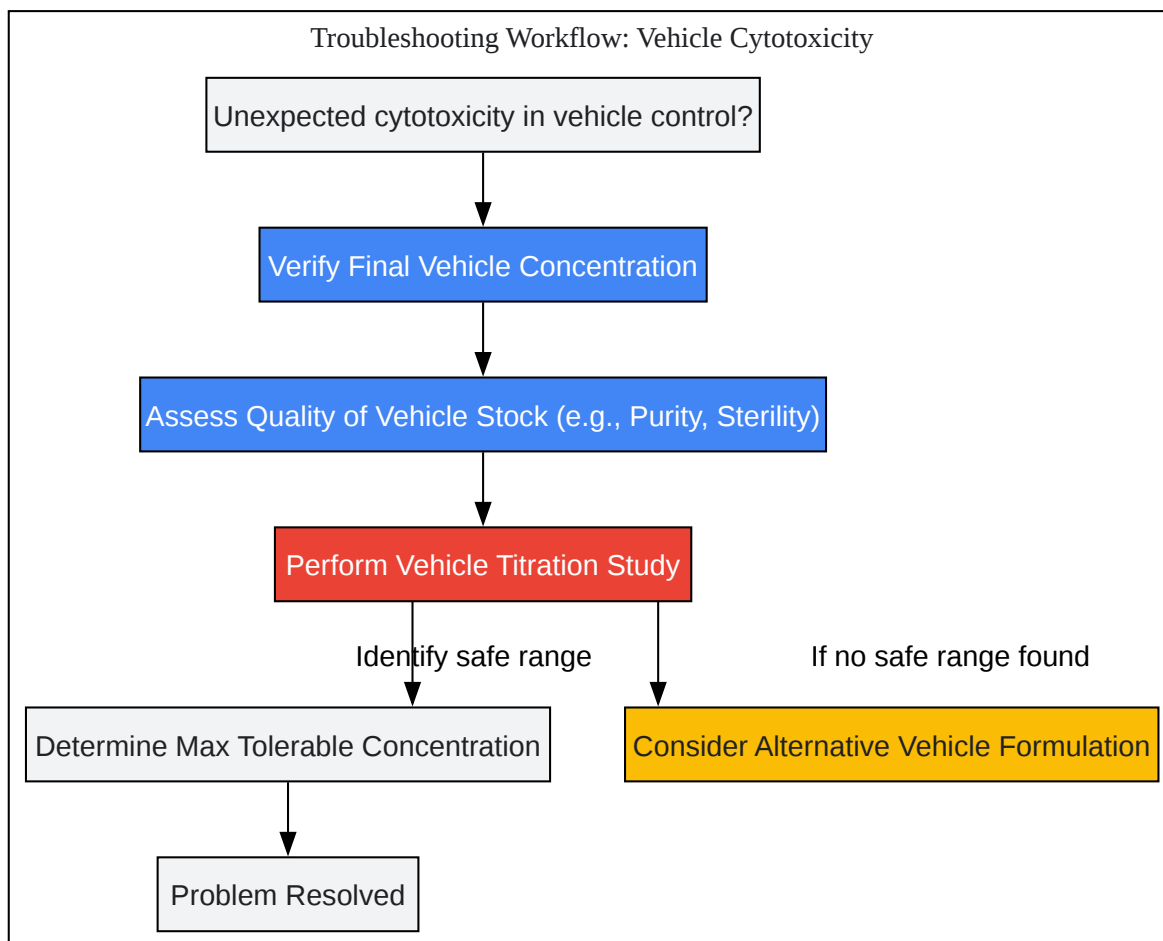 Troubleshooting Workflow: Vehicle Cytotoxicity
Unexpected cytotoxicity in vehicle control?
Verify Final Vehicle Concentration
Assess Quality of Vehicle Stock (e.g., Purity, Sterility)
Perform Vehicle Titration Study
Identify safe range
If no safe range found
Determine Max Tolerable Concentration
Consider Alternative Vehicle Formulation
Problem Resolved